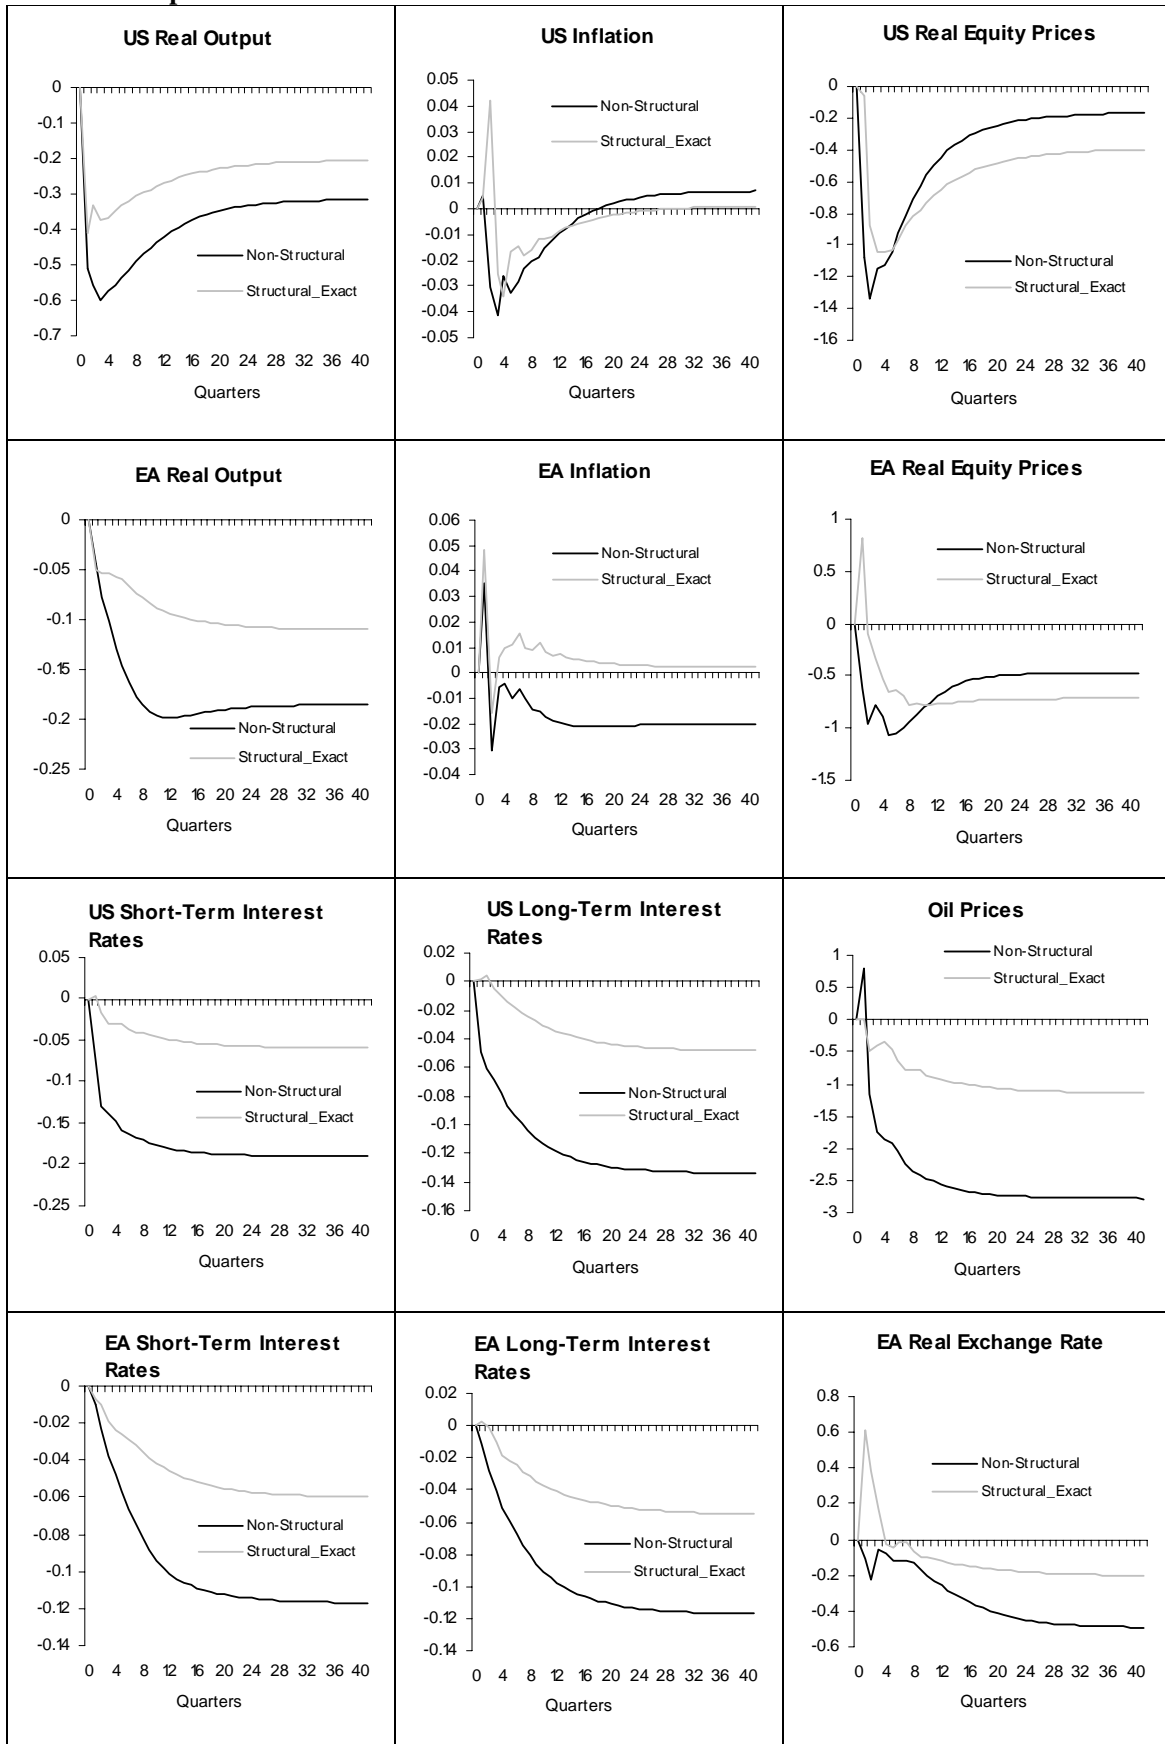 US Real Output
0
-0.1
-0.2
-0.3
-0.4
-0.5
-0.6
-0.7
Non-Structural
Structural_Exact
0 4 8 12 16 20 24 28 32 36 40
Quarters
US Inflation
0.05
0.04
0.03
0.02
0.01
0
-0.01
-0.02
-0.03
-0.04
-0.05
Non-Structural
Structural_Exact
0 4 8 12 16 20 24 28 32 36 40
Quarters
US Real Equity Prices
0
-0.2
-0.4
-0.6
-0.8
-1
-1.2
-1.4
-1.6
Non-Structural
Structural_Exact
0 4 8 12 16 20 24 28 32 36 40
Quarters
EA Real Output
0
-0.05
-0.1
-0.15
-0.2
-0.25
Non-Structural
Structural_Exact
0 4 8 12 16 20 24 28 32 36 40
Quarters
EA Inflation
0.06
0.05
0.04
0.03
0.02
0.01
0
-0.01
-0.02
-0.03
-0.04
Non-Structural
Structural_Exact
0 4 8 12 16 20 24 28 32 36 40
Quarters
EA Real Equity Prices
1
0.5
0
-0.5
-1
-1.5
Non-Structural
Structural_Exact
0 4 8 12 16 20 24 28 32 36 40
Quarters
US Short-Term Interest
Rates
0.05
0
-0.05
-0.1
-0.15
-0.2
-0.25
Non-Structural
Structural_Exact
0 4 8 12 16 20 24 28 32 36 40
Quarters
US Long-Term Interest
Rates
0.02
0
-0.02
-0.04
-0.06
-0.08
-0.1
-0.12
-0.14
-0.16
Non-Structural
Structural_Exact
0 4 8 12 16 20 24 28 32 36 40
Quarters
Oil Prices
1
0.5
0
-0.5
-1
-1.5
-2
-2.5
-3
Non-Structural
Structural_Exact
0 4 8 12 16 20 24 28 32 36 40
Quarters
EA Short-Term Interest
Rates
0
-0.02
-0.04
-0.06
-0.08
-0.1
-0.12
-0.14
Non-Structural
Structural_Exact
0 4 8 12 16 20 24 28 32 36 40
Quarters
EA Long-Term Interest
Rates
0.02
0
-0.02
-0.04
-0.06
-0.08
-0.1
-0.12
-0.14
Non-Structural
Structural_Exact
0 4 8 12 16 20 24 28 32 36 40
Quarters
EA Real Exchange Rate
0.8
0.6
0.4
0.2
0
-0.2
-0.4
-0.6
Non-Structural
Structural_Exact
0 4 8 12 16 20 24 28 32 36 40
Quarters